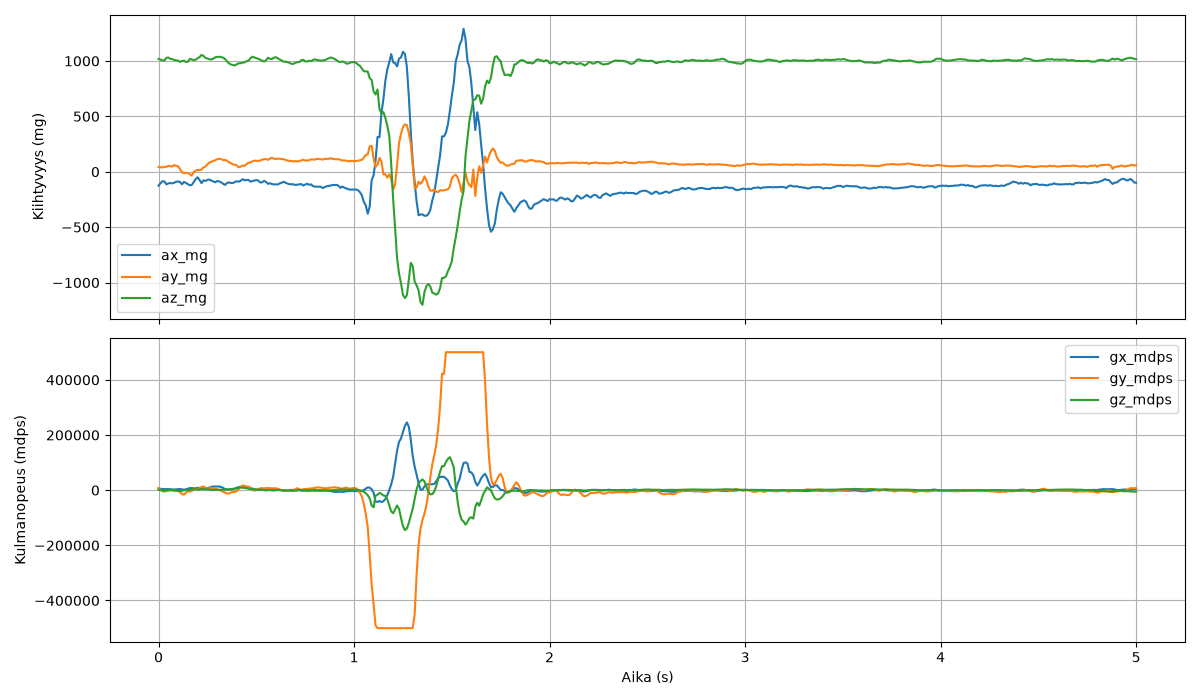 1000
500
0
−500
−1000
Kiihtyvyys (mg)
ax_mg
ay_mg
az_mg
400000
200000
0
−200000
−400000
Kulmanopeus (mdps)
gx_mdps
gy_mdps
gz_mdps
0 1 2 3 4 5
Aika (s)